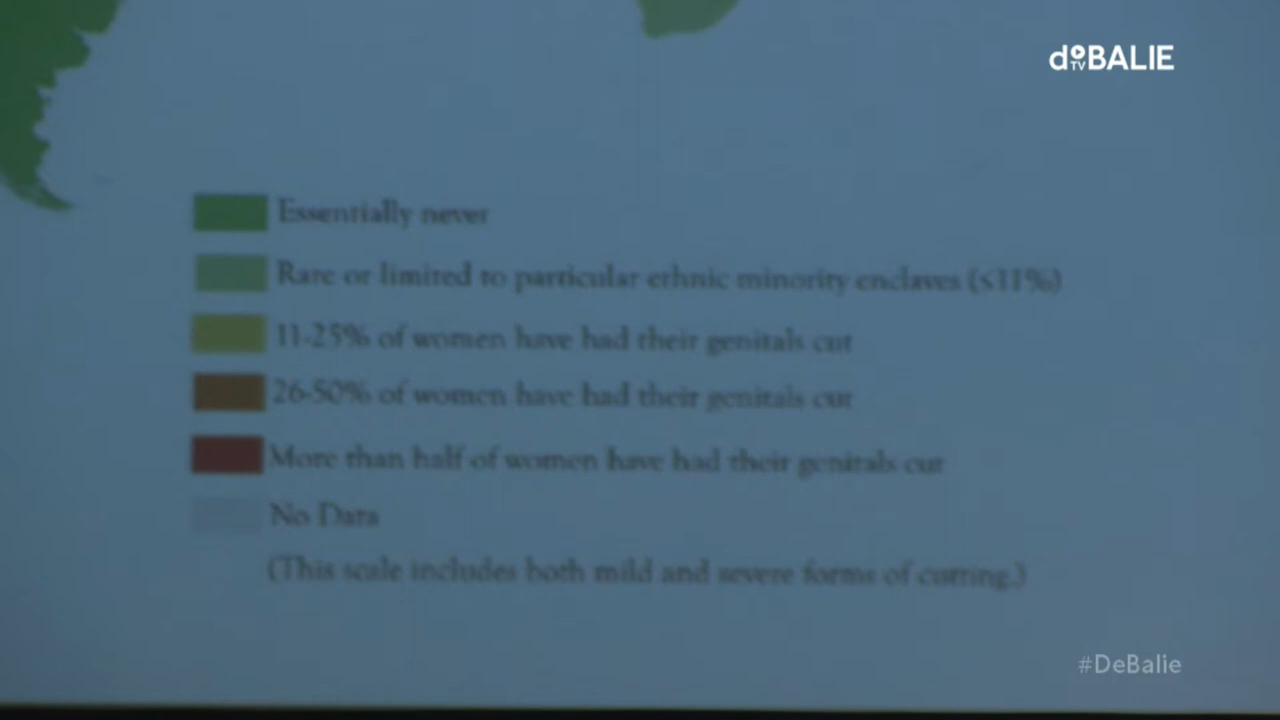 doBALIE
TV
Essentially never
Rare or limited to particular ethnic minority enclaves (≤11%)
11-25% of women have had their genitals cut
26-50% of women have had their genitals cut
More than half of women have had their genitals cut
No Data
(This scale includes both mild and severe forms of cutting.)
#DeBalie